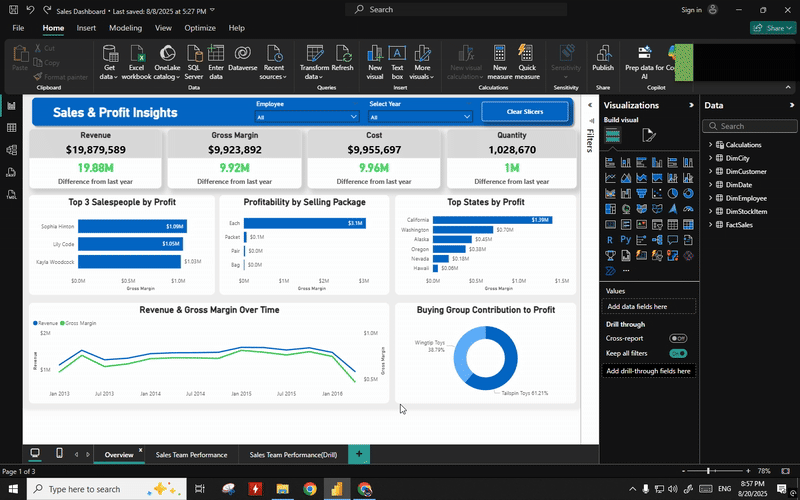 Sales Dashboard • Last saved: 8/8/2025 at 5:27 PM
Search
Sign in
File Home Insert Modeling View Optimize Help
Share
Paste
Cut
Copy
Format painter
Clipboard
Get data
Excel workbook
OneLake catalog
SQL Server
Enter data
Dataverse
Recent sources
Data
Transform data
Refresh
Queries
New visual
Text box
More visuals
Insert
New visual calculation
New measure
Quick measure
Calculations
Sensitivity
Sensitivity
Publish
Share
Prep data for AI
Copilot
Sales & Profit Insights
Employee
All
Select Year
All
Clear Slicers
Revenue
$19,879,589
19.88M
Difference from last year
Gross Margin
$9,923,892
9.92M
Difference from last year
Cost
$9,955,697
9.96M
Difference from last year
Quantity
1,028,670
1M
Difference from last year
Top 3 Salespeople by Profit
Sophia Hinton $1.09M
Lily Code $1.05M
Kayla Woodcock $1.03M
$0.0M $0.5M $1.0M
Gross Margin
Profitability by Selling Package
Each $3.1M
Packet $0.1M
Pair $0.0M
Bag $0.0M
$0M $1M $2M $3M
Gross Margin
Top States by Profit
California $1.39M
Washington $0.70M
Alaska $0.45M
Oregon $0.38M
Nevada $0.18M
Hawaii $0.06M
$0.0M $0.5M $1.0M $1.5M
Gross Margin
Revenue & Gross Margin Over Time
Revenue Gross Margin
$2M
$1M
Revenue
$1.0M
$0.5M
Gross Margin
Jan 2013 Jul 2013 Jan 2014 Jul 2014 Jan 2015 Jul 2015 Jan 2016
Buying Group Contribution to Profit
Wingtip Toys
38.79%
Tailspin Toys 61.21%
Filters
Visualizations
Build visual
Values
Add data fields here
Drill through
Cross-report
Off
Keep all filters
On
Add drill-through fields here
Data
Search
Calculations
DimCity
DimCustomer
DimDate
DimEmployee
DimStockItem
FactSales
Overview
Sales Team Performance
Sales Team Performance(Drill)
Page 1 of 3
78%
Type here to search
ENG
8:57 PM
8/20/2025